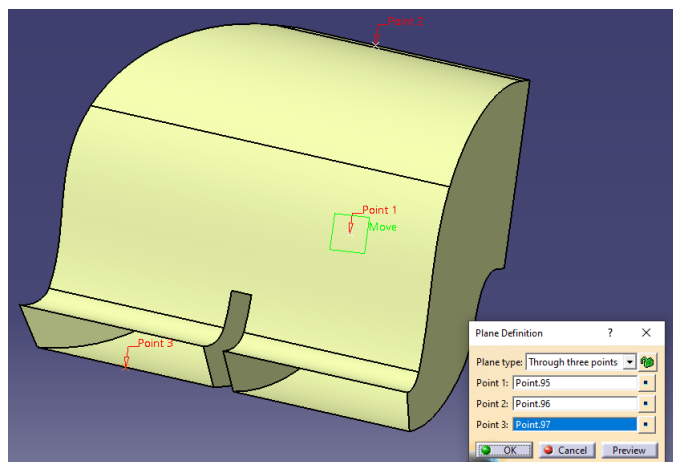 Point 2
Point 1
Move
Point 3
Plane Definition ? ×
Plane type: Through three points
Point 1: Point.95
Point 2: Point.96
Point 3: Point.97
OK Cancel Preview